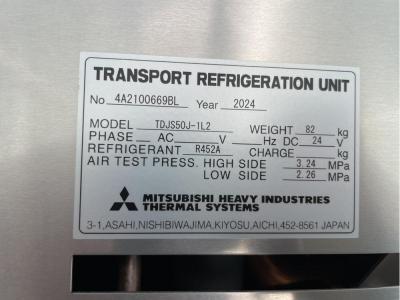 TRANSPORT REFRIGERATION UNIT
No 4A2100669BL Year 2024
MODEL TDJS50J-1L2 WEIGHT 82 kg
PHASE AC V Hz DC 24 V
REFRIGERANT R452A CHARGE kg
AIR TEST PRESS. HIGH SIDE 3.24 MPa
LOW SIDE 2.26 MPa
MITSUBISHI HEAVY INDUSTRIES
THERMAL SYSTEMS
3-1,ASAHI,NISHIBIWAJIMA,KIYOSU,AICHI,452-8561 JAPAN